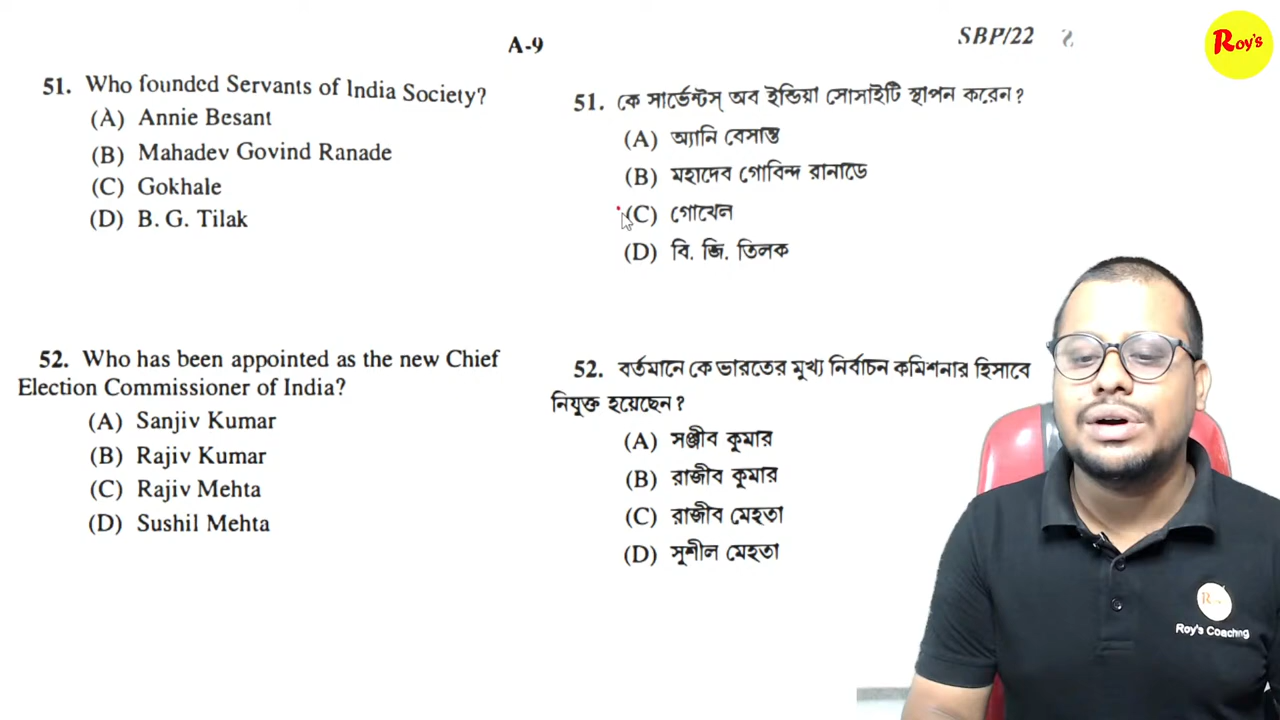 A-9
SBP/22
Roy's
51. Who founded Servants of India Society?
(A) Annie Besant
(B) Mahadev Govind Ranade
(C) Gokhale
(D) B. G. Tilak
52. Who has been appointed as the new Chief
Election Commissioner of India?
(A) Sanjiv Kumar
(B) Rajiv Kumar
(C) Rajiv Mehta
(D) Sushil Mehta
51. কে সার্ভেন্টস্ অব ইন্ডিয়া সোসাইটি স্থাপন করেন ?
(A) অ্যানি বেসান্ত
(B) মহাদেব গোবিন্দ রানাডে
(C) গোখেল
(D) বি. জি. তিলক
52. বর্তমানে কে ভারতের মুখ্য নির্বাচন কমিশনার হিসাবে
নিযুক্ত হয়েছেন ?
(A) সঞ্জীব কুমার
(B) রাজীব কুমার
(C) রাজীব মেহতা
(D) সুশীল মেহতা
Roy's Coaching